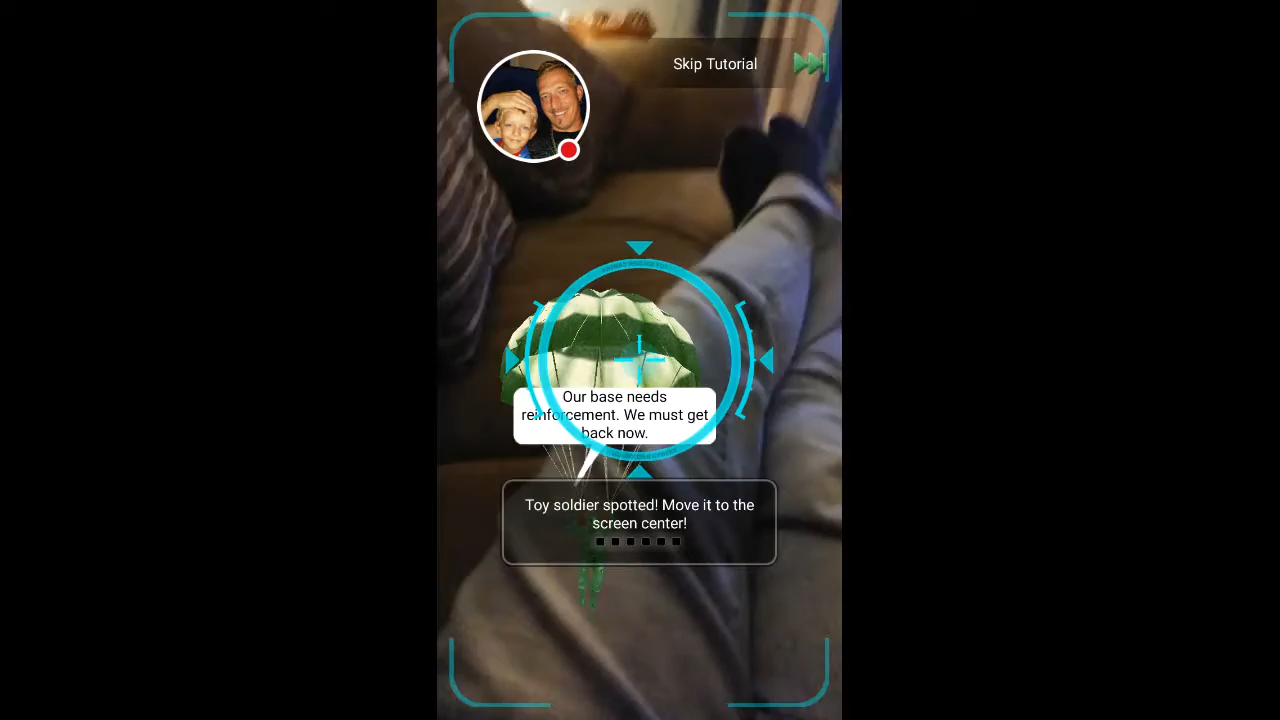 Skip Tutorial
Our base needs
reinforcement. We must get
back now.
Toy soldier spotted! Move it to the
screen center!